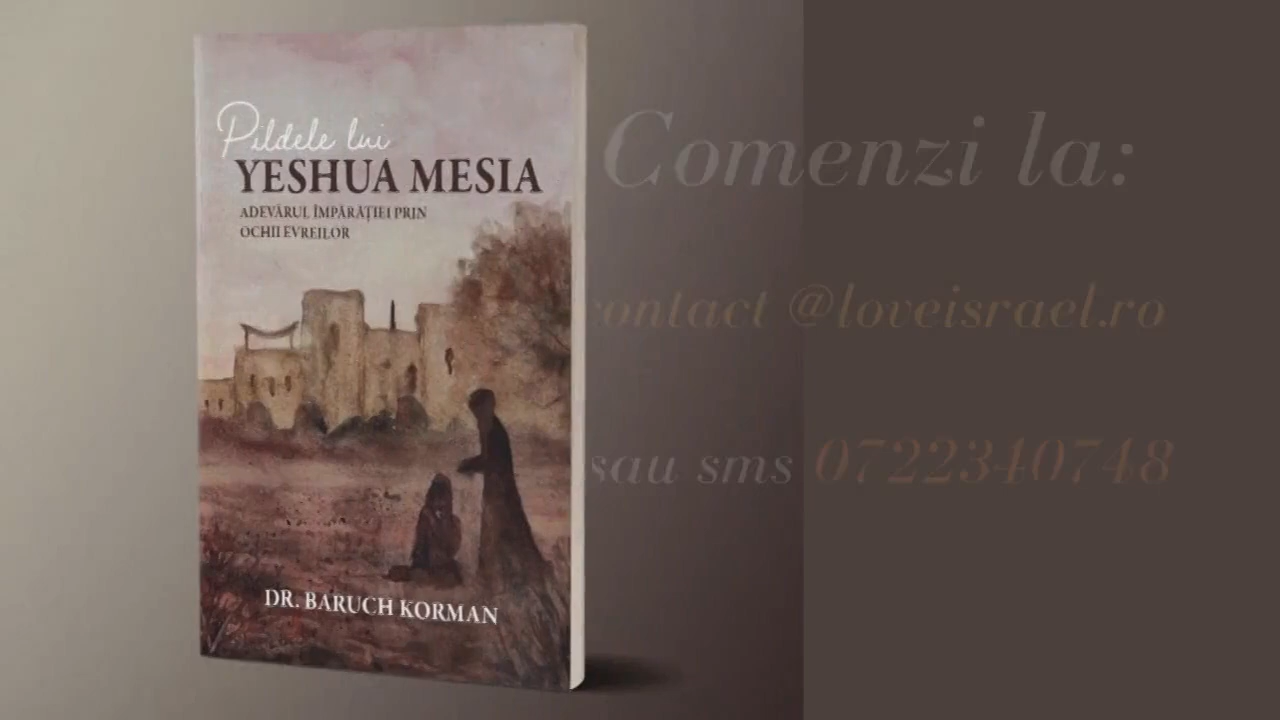 Pildele lui
YESHUA MESIA
ADEVĂRUL ÎMPĂRĂȚIEI PRIN
OCHII EVREILOR
DR. BARUCH KORMAN
Comenzi la:
contact @loveisrael.ro
sau sms 0722340748